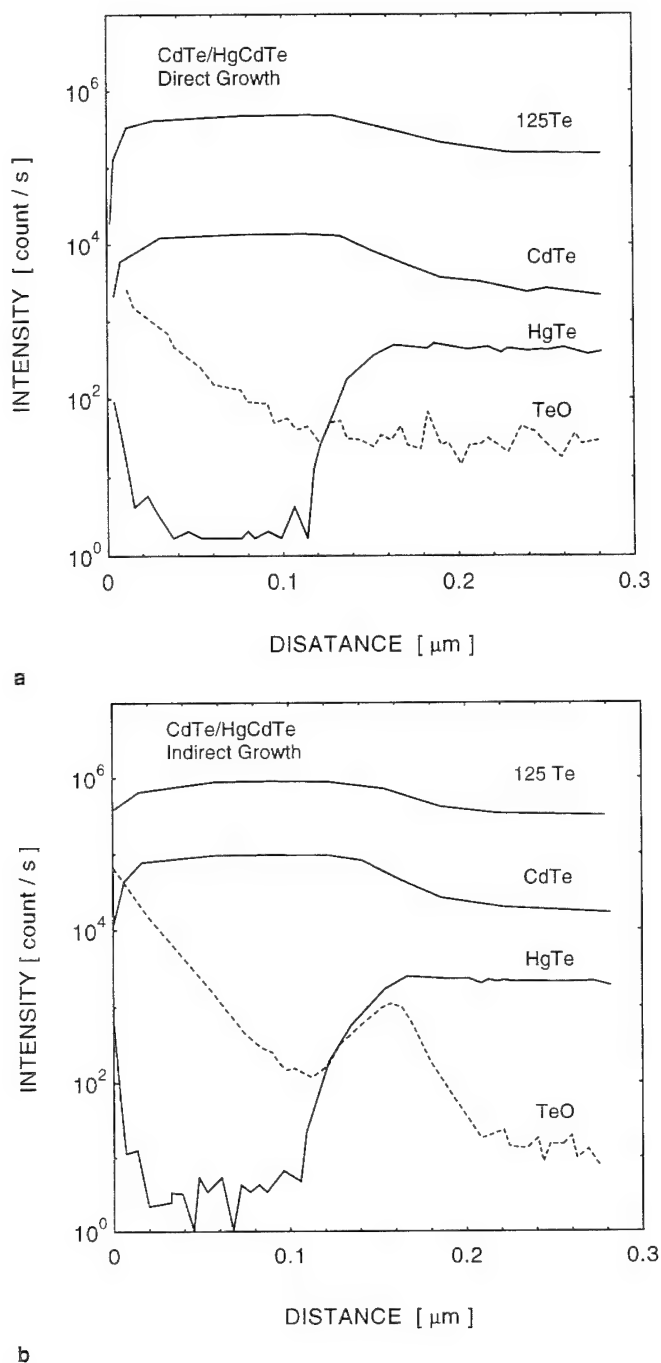 CdTe/HgCdTe
Direct Growth
125Te
CdTe
HgTe
TeO
10^6
10^4
10^2
10^0
INTENSITY [ count / s ]
0
0.1
0.2
0.3
DISATANCE [ μm ]
a
CdTe/HgCdTe
Indirect Growth
125 Te
CdTe
HgTe
TeO
10^6
10^4
10^2
10^0
INTENSITY [ count / s ]
0
0.1
0.2
0.3
DISTANCE [ μm ]
b